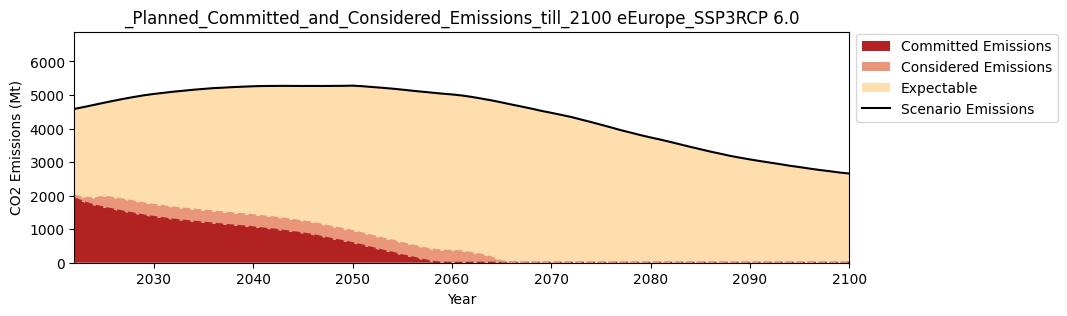 _Planned_Committed_and_Considered_Emissions_till_2100 eEurope_SSP3RCP 6.0
6000
5000
4000
3000
2000
1000
0
CO2 Emissions (Mt)
2030 2040 2050 2060 2070 2080 2090 2100
Year
Committed Emissions
Considered Emissions
Expectable
Scenario Emissions